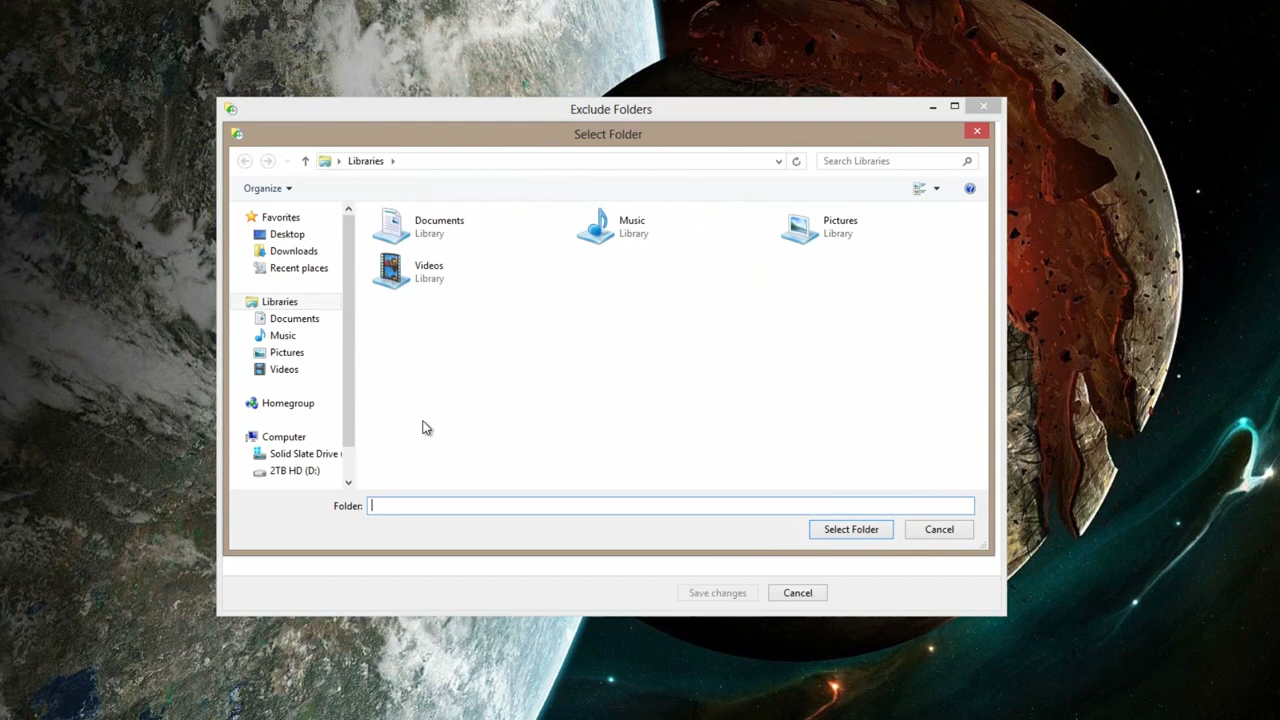 Exclude Folders
Select Folder
Libraries
Search Libraries
Organize
Favorites
Desktop
Downloads
Recent places
Libraries
Documents
Music
Pictures
Videos
Homegroup
Computer
Solid Slate Drive (
2TB HD (D:)
Documents
Library
Music
Library
Pictures
Library
Videos
Library
Folder:
Select Folder
Cancel
Save changes
Cancel